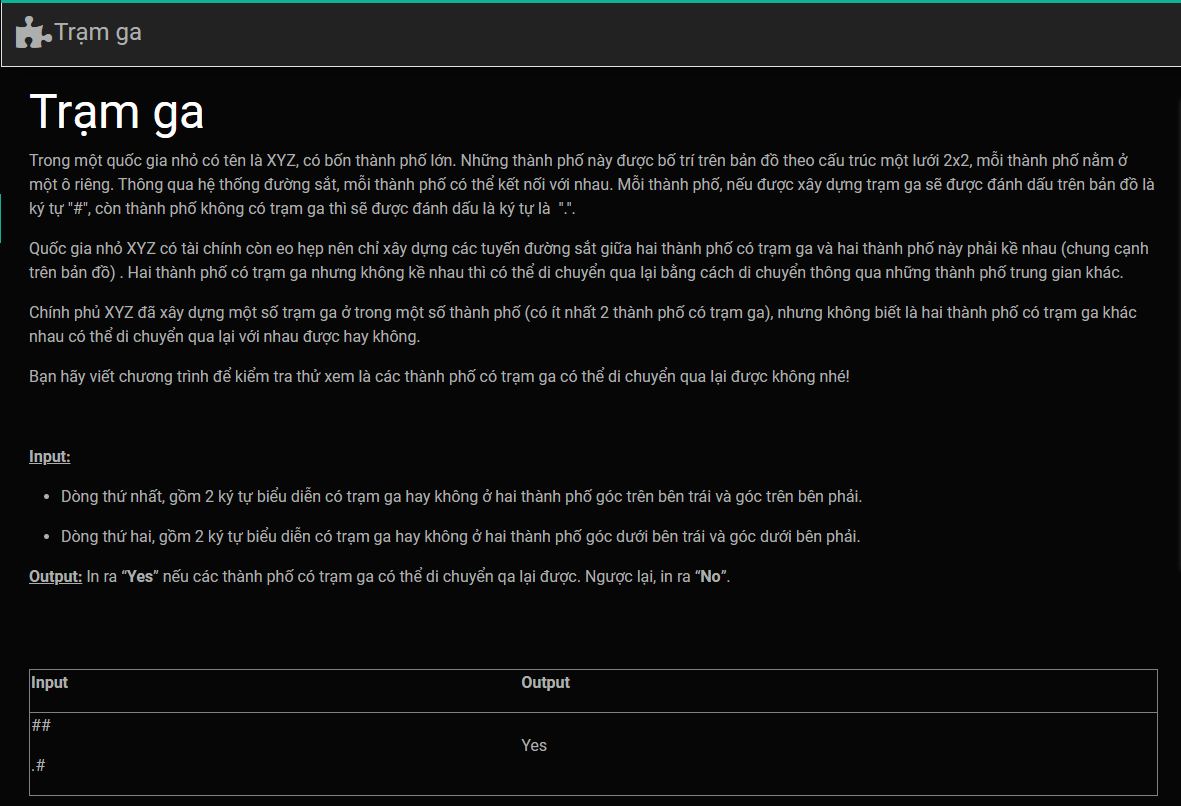 Trạm ga
Trạm ga
Trong một quốc gia nhỏ có tên là XYZ, có bốn thành phố lớn. Những thành phố này được bố trí trên bản đồ theo cấu trúc một lưới 2x2, mỗi thành phố nằm ở
một ô riêng. Thông qua hệ thống đường sắt, mỗi thành phố có thể kết nối với nhau. Mỗi thành phố, nếu được xây dựng trạm ga sẽ được đánh dấu trên bản đồ là
ký tự "#", còn thành phố không có trạm ga thì sẽ được đánh dấu là ký tự là ".".
Quốc gia nhỏ XYZ có tài chính còn eo hẹp nên chỉ xây dựng các tuyến đường sắt giữa hai thành phố có trạm ga và hai thành phố này phải kề nhau (chung cạnh
trên bản đồ) . Hai thành phố có trạm ga nhưng không kề nhau thì có thể di chuyển qua lại bằng cách di chuyển thông qua những thành phố trung gian khác.
Chính phủ XYZ đã xây dựng một số trạm ga ở trong một số thành phố (có ít nhất 2 thành phố có trạm ga), nhưng không biết là hai thành phố có trạm ga khác
nhau có thể di chuyển qua lại với nhau được hay không.
Bạn hãy viết chương trình để kiểm tra thử xem là các thành phố có trạm ga có thể di chuyển qua lại được không nhé!
Input:
• Dòng thứ nhất, gồm 2 ký tự biểu diễn có trạm ga hay không ở hai thành phố góc trên bên trái và góc trên bên phải.
• Dòng thứ hai, gồm 2 ký tự biểu diễn có trạm ga hay không ở hai thành phố góc dưới bên trái và góc dưới bên phải.
Output: In ra “Yes” nếu các thành phố có trạm ga có thể di chuyển qa lại được. Ngược lại, in ra “No”.
Input Output
##
Yes
.#